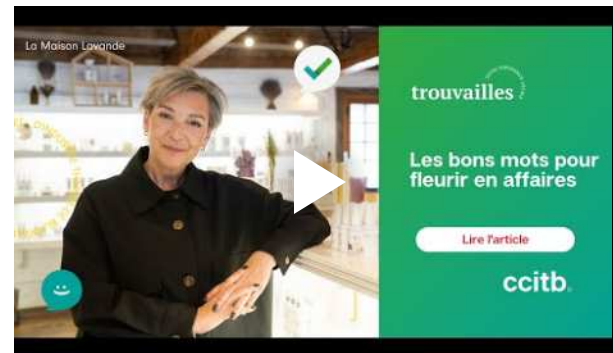 La Maison Lavande
trouvailles
Les bons mots pour
fleurir en affaires
Lire l'article
ccitb.